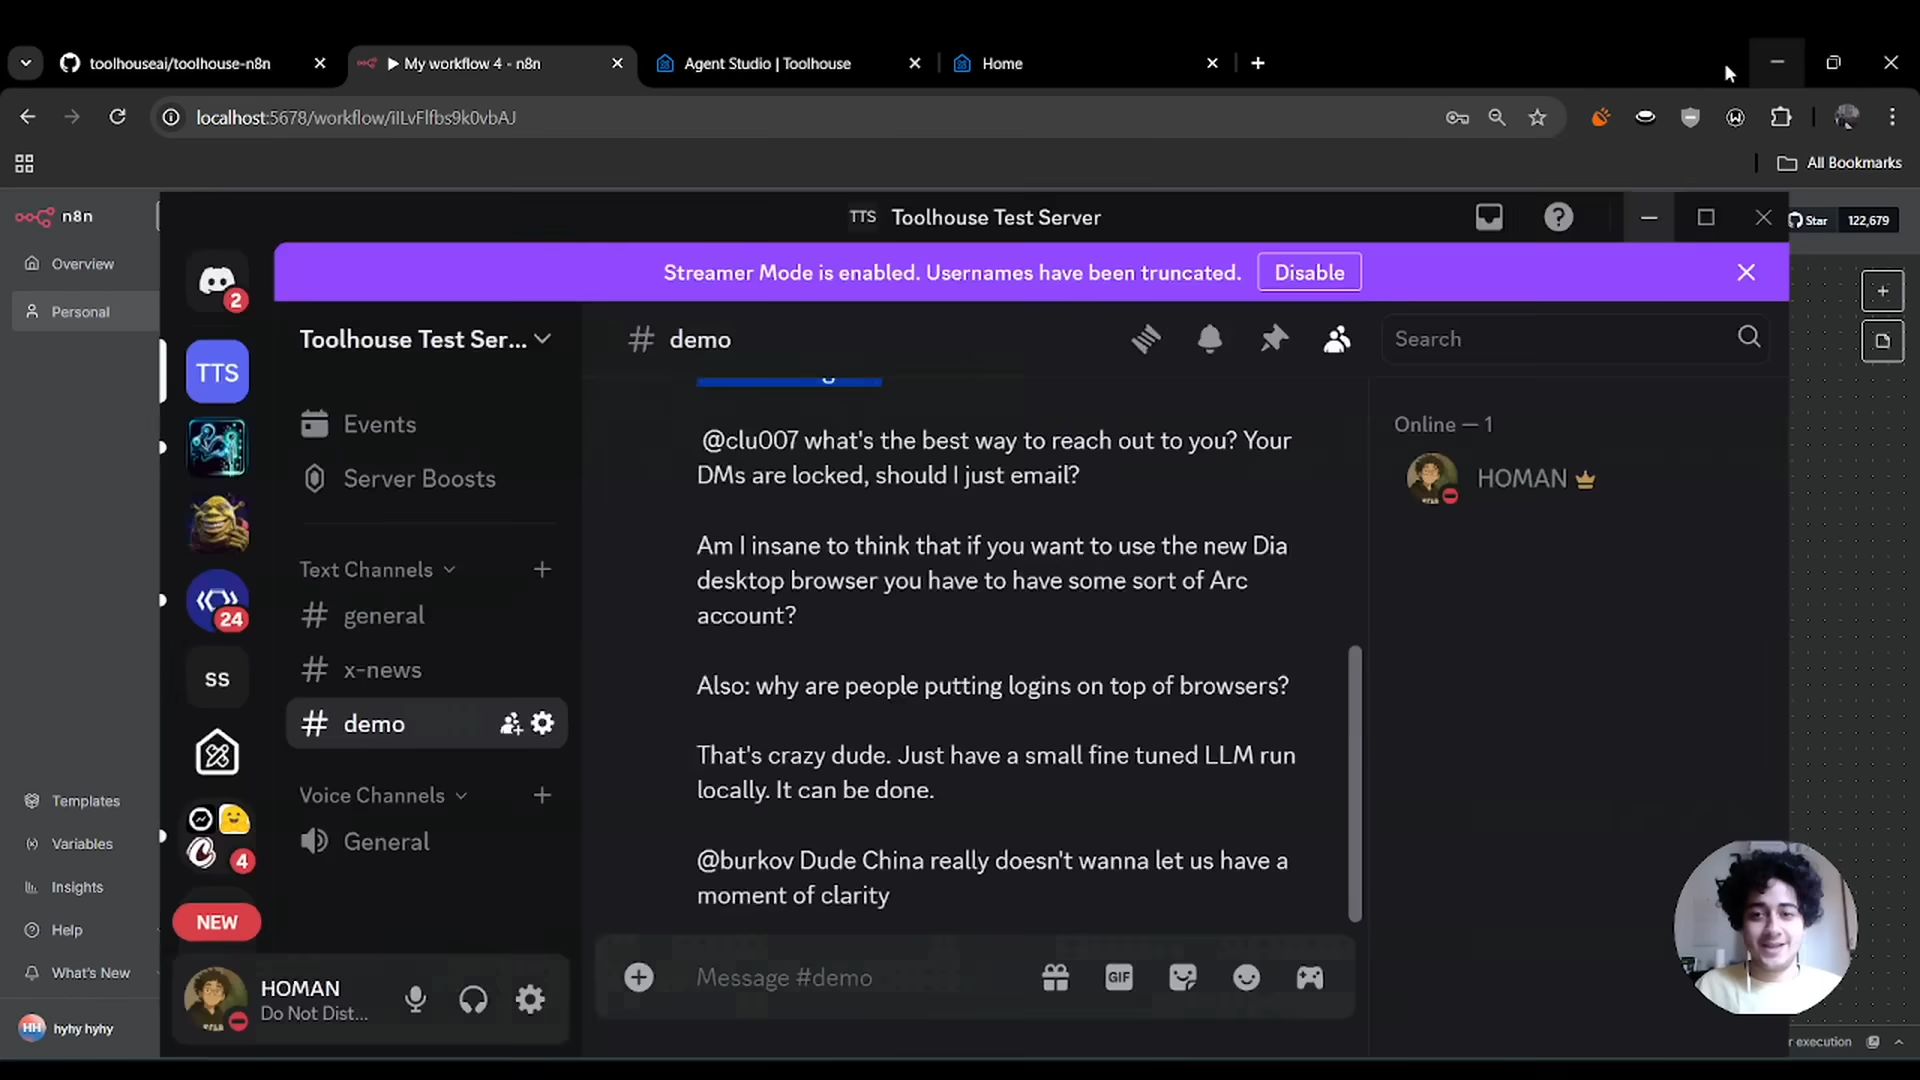 toolhouseai/toolhouse-n8n
▶ My workflow 4 - n8n
Agent Studio | Toolhouse
Home
localhost:5678/workflow/iILvFlfbs9k0vbAJ
All Bookmarks
n8n
Overview
Personal
Templates
Variables
Insights
Help
What's New
HH
hyhy hyhy
TTS Toolhouse Test Server
Star 122,679
Streamer Mode is enabled. Usernames have been truncated. Disable
2
TTS
24
SS
4
NEW
Toolhouse Test Ser...
Events
Server Boosts
Text Channels
# general
# x-news
# demo
Voice Channels
General
HOMAN
Do Not Dist...
# demo
Search
@clu007 what's the best way to reach out to you? Your
DMs are locked, should I just email?
Am I insane to think that if you want to use the new Dia
desktop browser you have to have some sort of Arc
account?
Also: why are people putting logins on top of browsers?
That's crazy dude. Just have a small fine tuned LLM run
locally. It can be done.
@burkov Dude China really doesn't wanna let us have a
moment of clarity
Message #demo
GIF
Online — 1
HOMAN
r execution